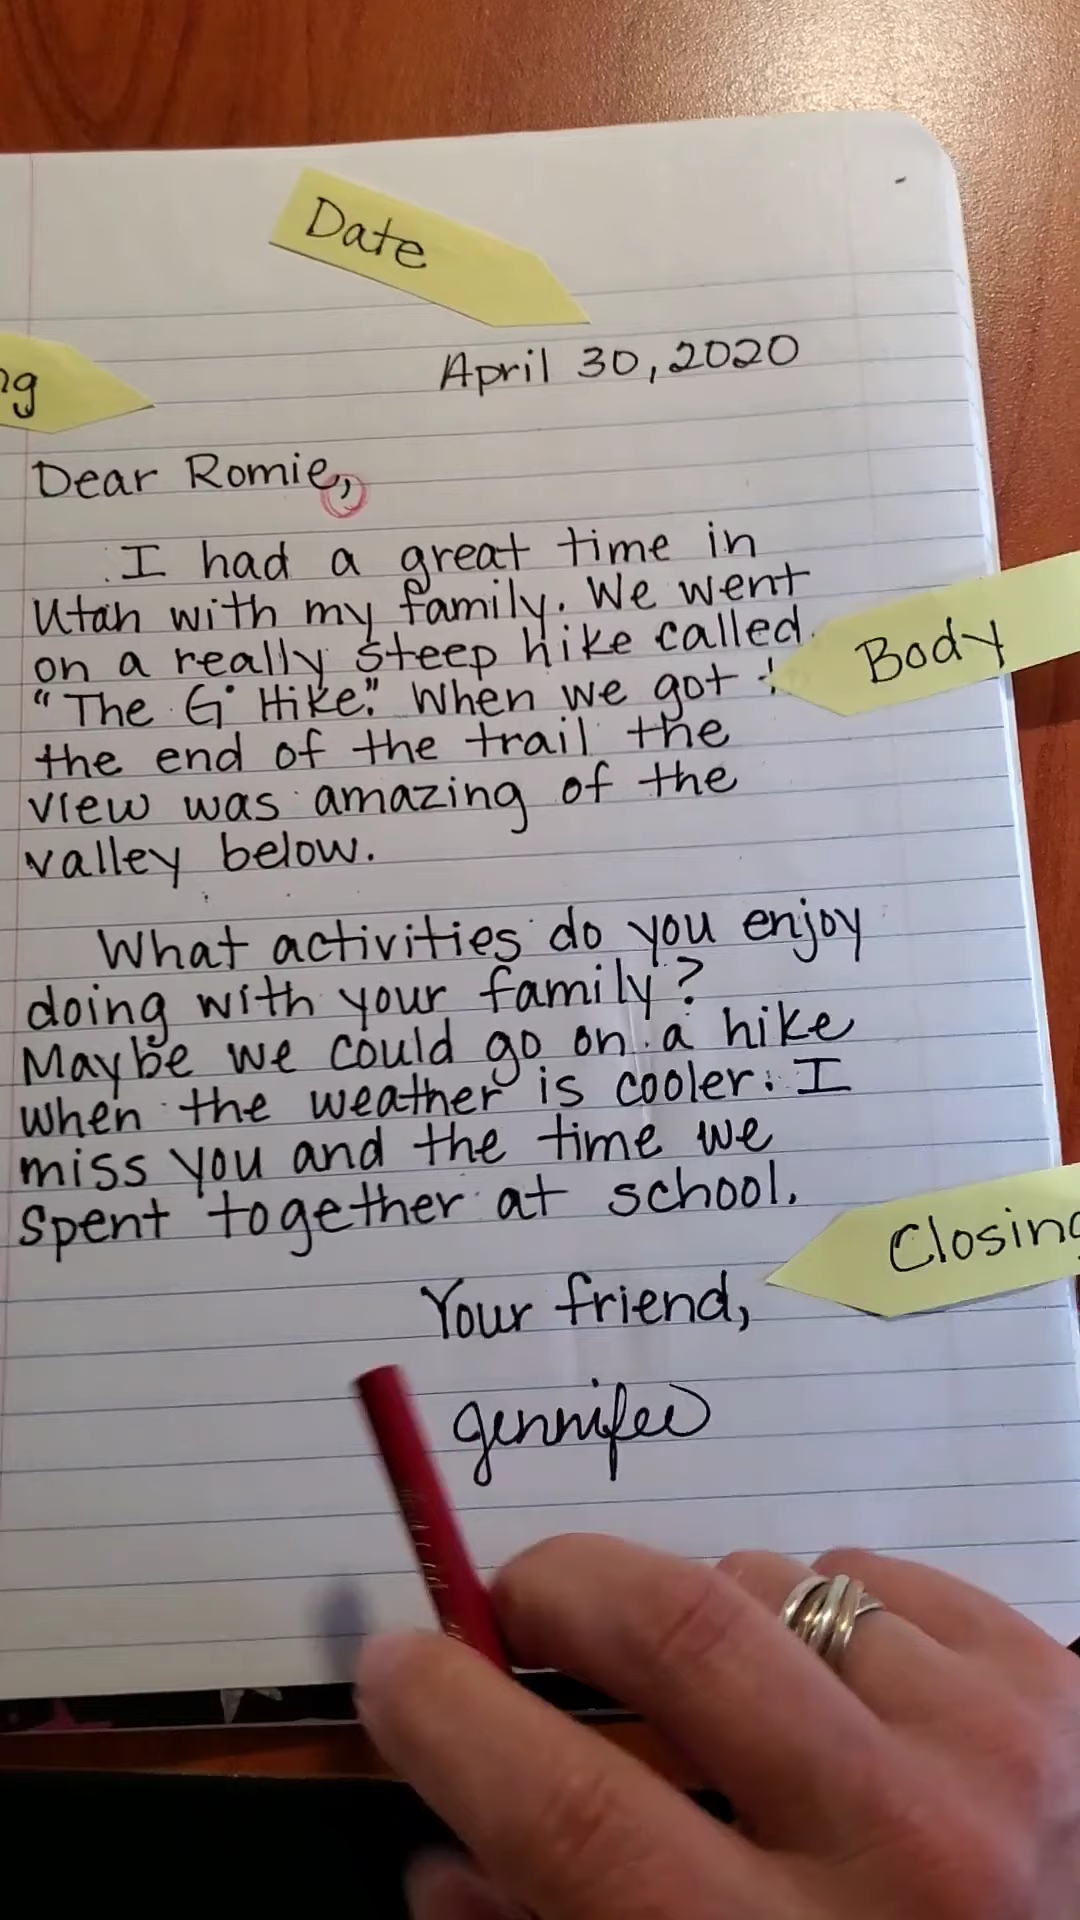 Date
April 30, 2020
Dear Romie,
I had a great time in
Utah with my family. We went
on a really steep hike called
"The G Hike." When we got
the end of the trail the
view was amazing of the
valley below.
Body
What activities do you enjoy
doing with your family?
Maybe we could go on a hike
when the weather is cooler. I
miss you and the time we
spent together at school.
Closing
Your friend,
Jennifer